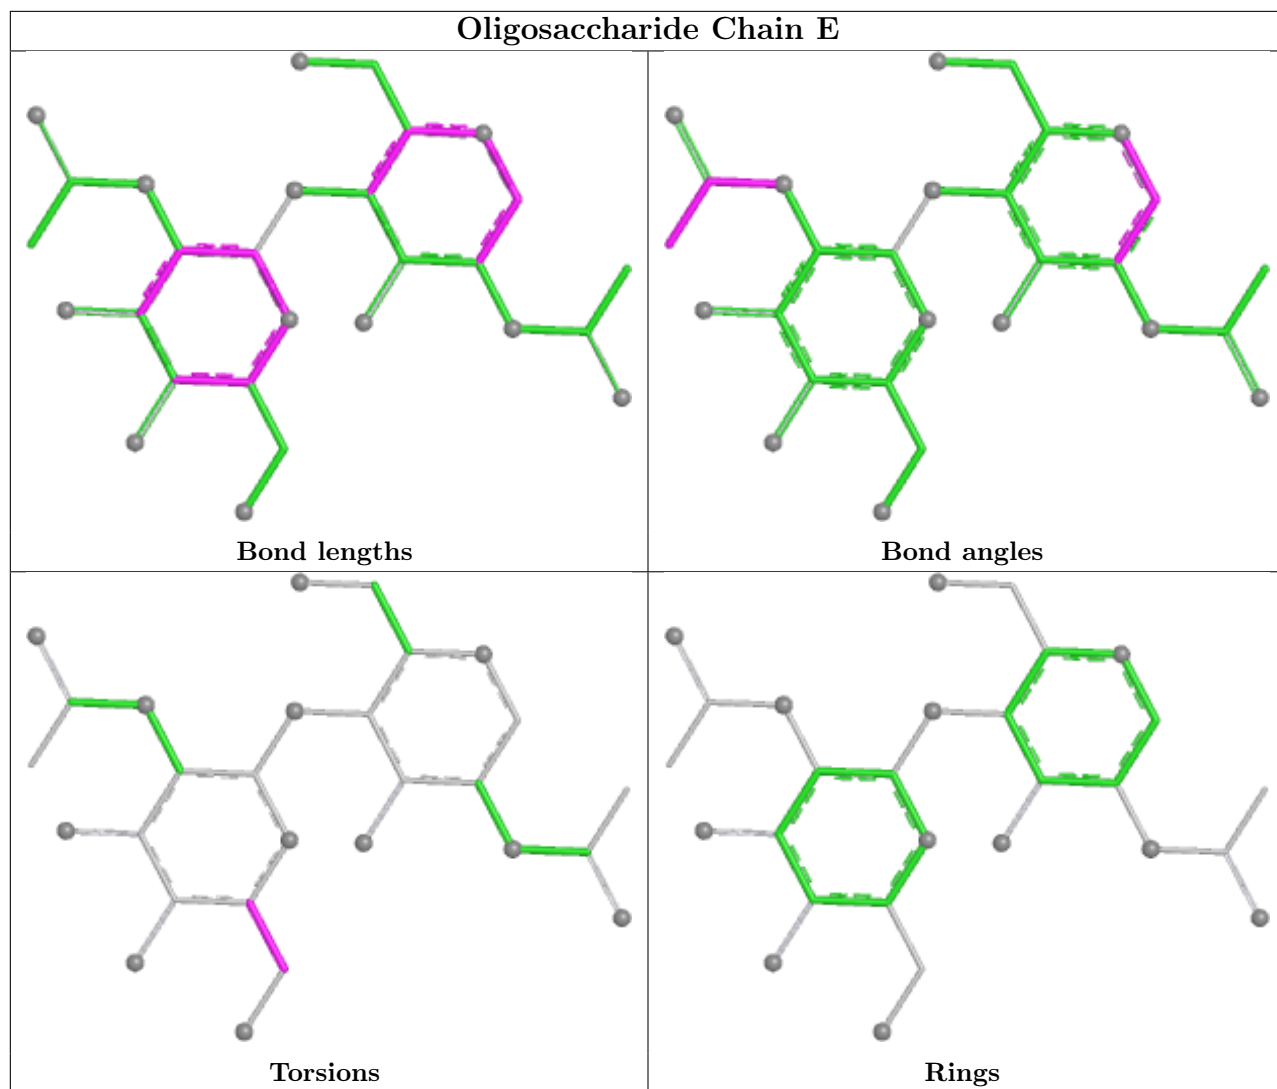 Oligosaccharide Chain E
Bond lengths
Bond angles
Torsions
Rings